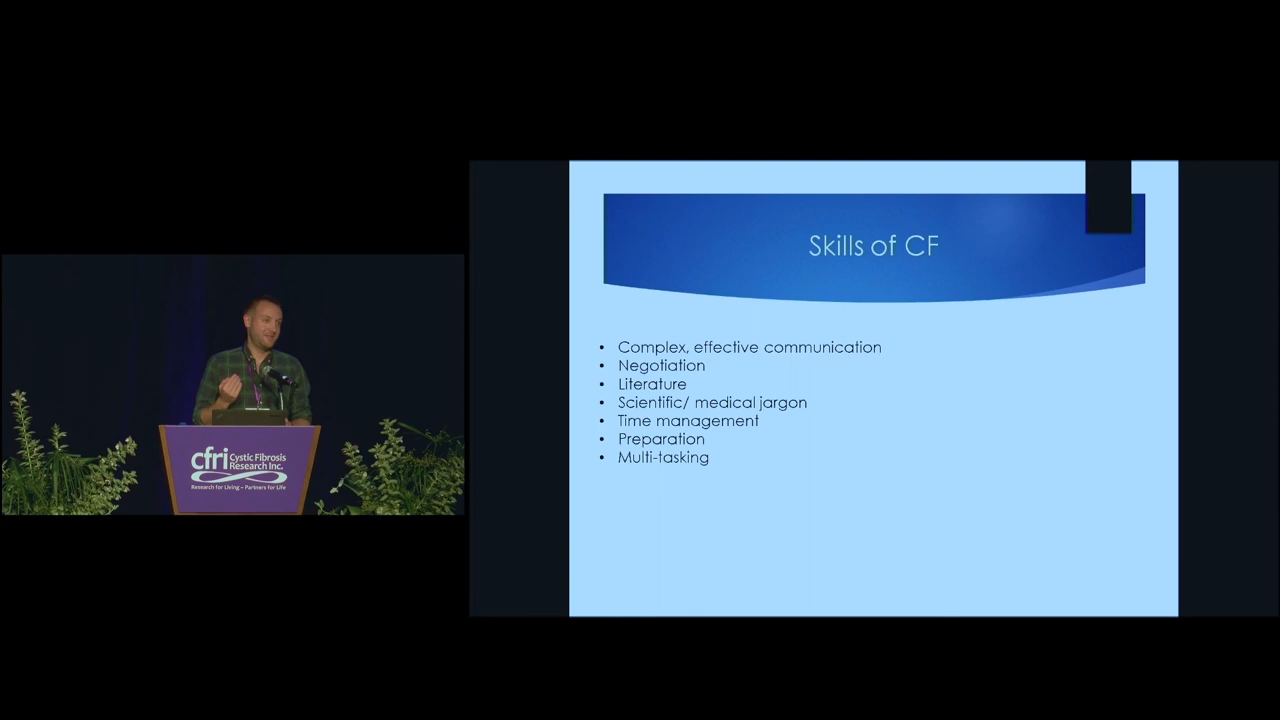 Skills of CF
• Complex, effective communication
• Negotiation
• Literature
• Scientific/ medical jargon
• Time management
• Preparation
• Multi-tasking
cfri Cystic Fibrosis
Research Inc.
Research for Living ~ Partners for Life